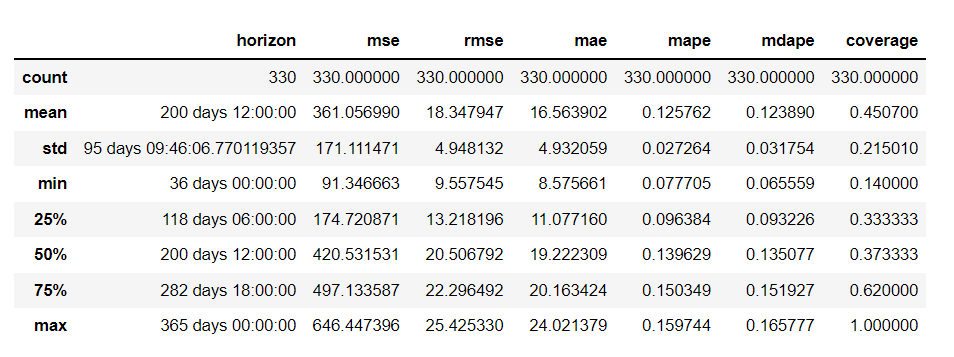 horizon mse rmse mae mape mdape coverage
count 330 330.000000 330.000000 330.000000 330.000000 330.000000 330.000000
mean 200 days 12:00:00 361.056990 18.347947 16.563902 0.125762 0.123890 0.450700
std 95 days 09:46:06.770119357 171.111471 4.948132 4.932059 0.027264 0.031754 0.215010
min 36 days 00:00:00 91.346663 9.557545 8.575661 0.077705 0.065559 0.140000
25% 118 days 06:00:00 174.720871 13.218196 11.077160 0.096384 0.093226 0.333333
50% 200 days 12:00:00 420.531531 20.506792 19.222309 0.139629 0.135077 0.373333
75% 282 days 18:00:00 497.133587 22.296492 20.163424 0.150349 0.151927 0.620000
max 365 days 00:00:00 646.447396 25.425330 24.021379 0.159744 0.165777 1.000000